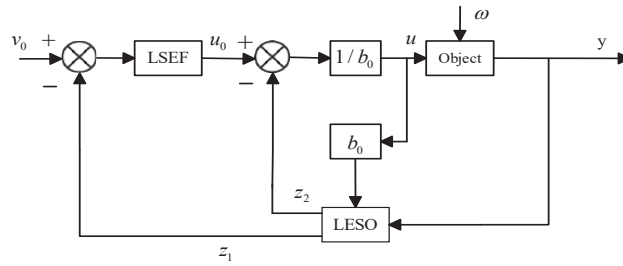 ω
v₀ + LSEF u₀ + 1/b₀ u Object y
− −
b₀
z₂
LESO
z₁